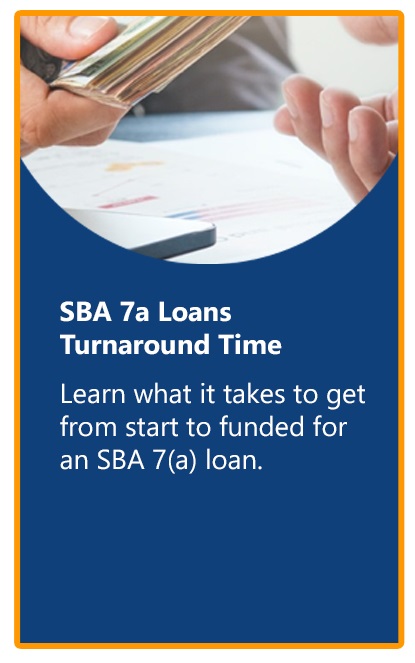 SBA 7a Loans
Turnaround Time
Learn what it takes to get
from start to funded for
an SBA 7(a) loan.